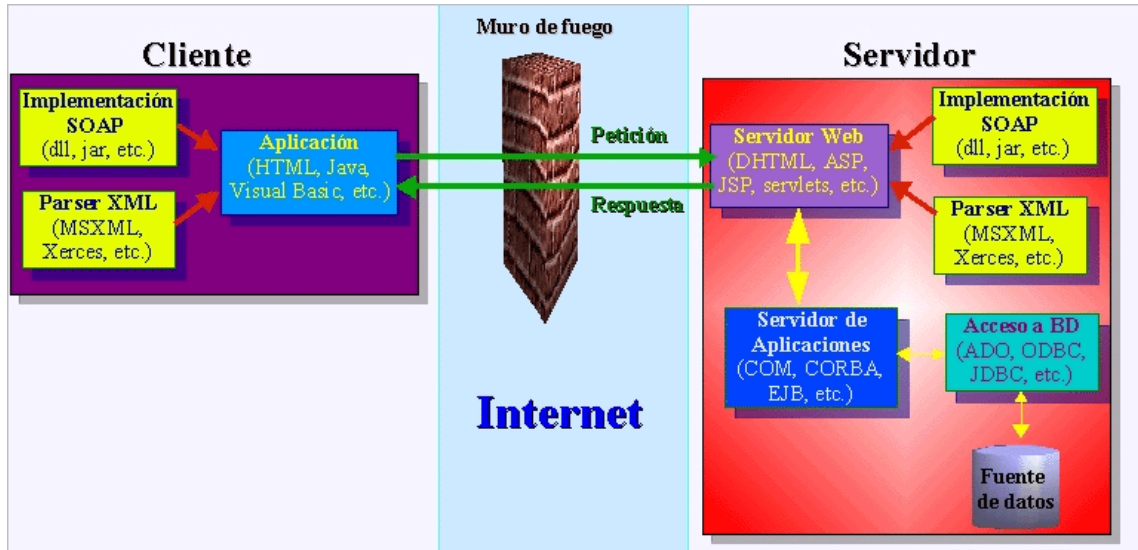 Muro de fuego
Cliente
Servidor
Implementación
SOAP
(dll, jar, etc.)
Parser XML
(MSXML,
Xerces, etc.)
Aplicación
(HTML, Java,
Visual Basic, etc.)
Petición
Respuesta
Internet
Servidor Web
(DHTML, ASP,
JSP, servlets, etc.)
Implementación
SOAP
(dll, jar, etc.)
Parser XML
(MSXML,
Xerces, etc.)
Servidor de
Aplicaciones
(COM, CORBA,
EJB, etc.)
Acceso a BD
(ADO, ODBC,
JDBC, etc.)
Fuente
de datos